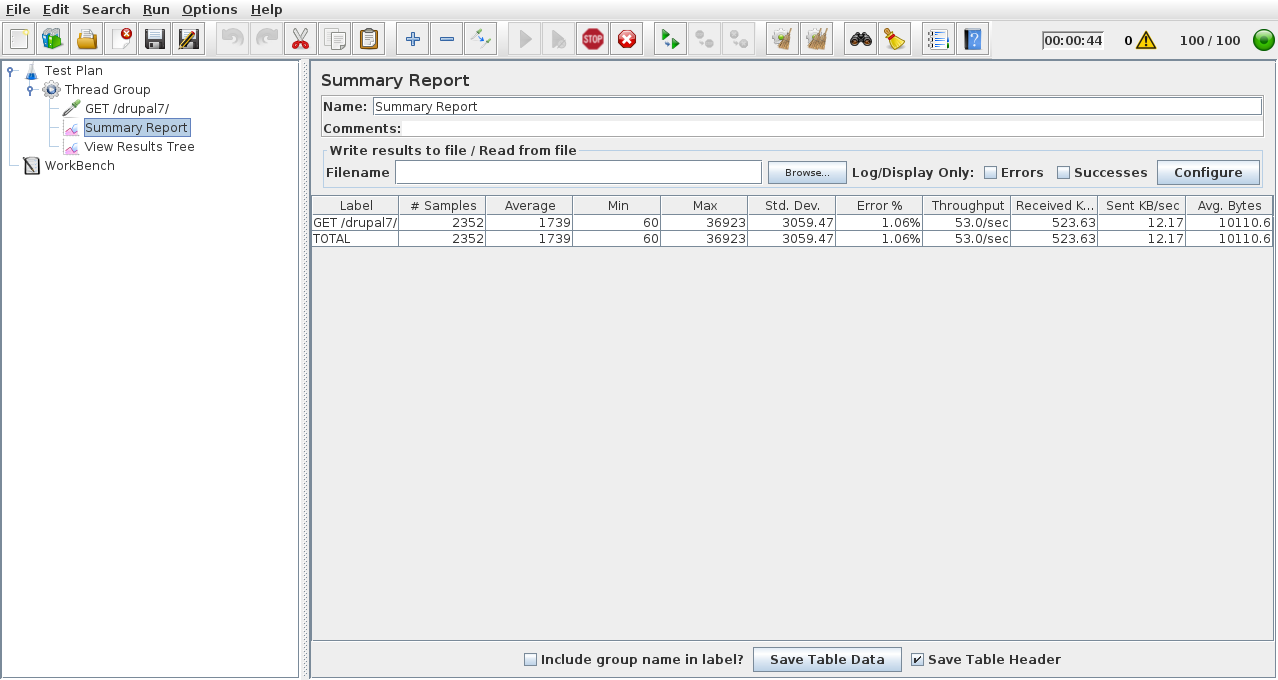 File Edit Search Run Options Help
STOP 00:00:44 0 100 / 100
Test Plan
Thread Group
GET /drupal7/
Summary Report
View Results Tree
WorkBench
Summary Report
Name: Summary Report
Comments:
Write results to file / Read from file
Filename Browse... Log/Display Only: Errors Successes Configure
Label # Samples Average Min Max Std. Dev. Error % Throughput Received K... Sent KB/sec Avg. Bytes
GET /drupal7/ 2352 1739 60 36923 3059.47 1.06% 53.0/sec 523.63 12.17 10110.6
TOTAL 2352 1739 60 36923 3059.47 1.06% 53.0/sec 523.63 12.17 10110.6
Include group name in label? Save Table Data Save Table Header